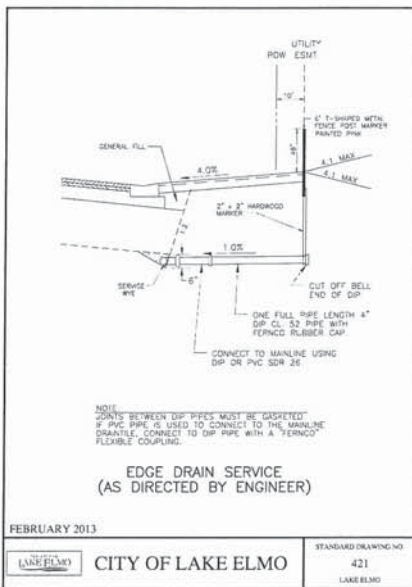 UTILITY
ROW ESMT.
10'
6' T-SHAPED METAL
FENCE POST MARKER
PAINTED PINK
GENERAL FILL
4.0%
48"
4:1 MAX
4:1 MAX
2" x 2" HARDWOOD
MARKER
1:2
1.0%
SERVICE
WYE
6"
CUT OFF BELL
END OF DIP
ONE FULL PIPE LENGTH 4"
DIP CL. 52 PIPE WITH
FERNCO RUBBER CAP.
CONNECT TO MAINLINE USING
DIP OR PVC SDR 26
NOTE:
JOINTS BETWEEN DIP PIPES MUST BE GASKETED.
IF PVC PIPE IS USED TO CONNECT TO THE MAINLINE
DRAINTILE, CONNECT TO DIP PIPE WITH A "FERNCO"
FLEXIBLE COUPLING.
EDGE DRAIN SERVICE
(AS DIRECTED BY ENGINEER)
FEBRUARY 2013
LAKE ELMO
CITY OF LAKE ELMO
STANDARD DRAWING NO.
421
LAKE ELMO